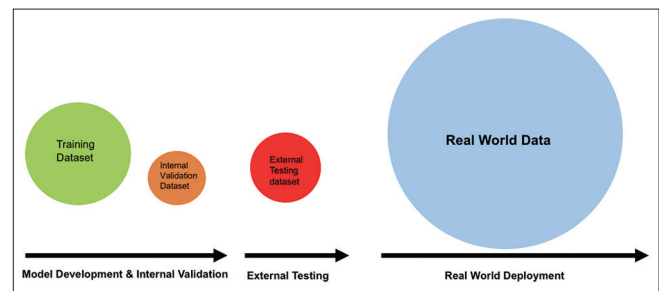 Training
Dataset
Internal
Validation
Dataset
External
Testing
dataset
Real World Data
Model Development & Internal Validation
External Testing
Real World Deployment